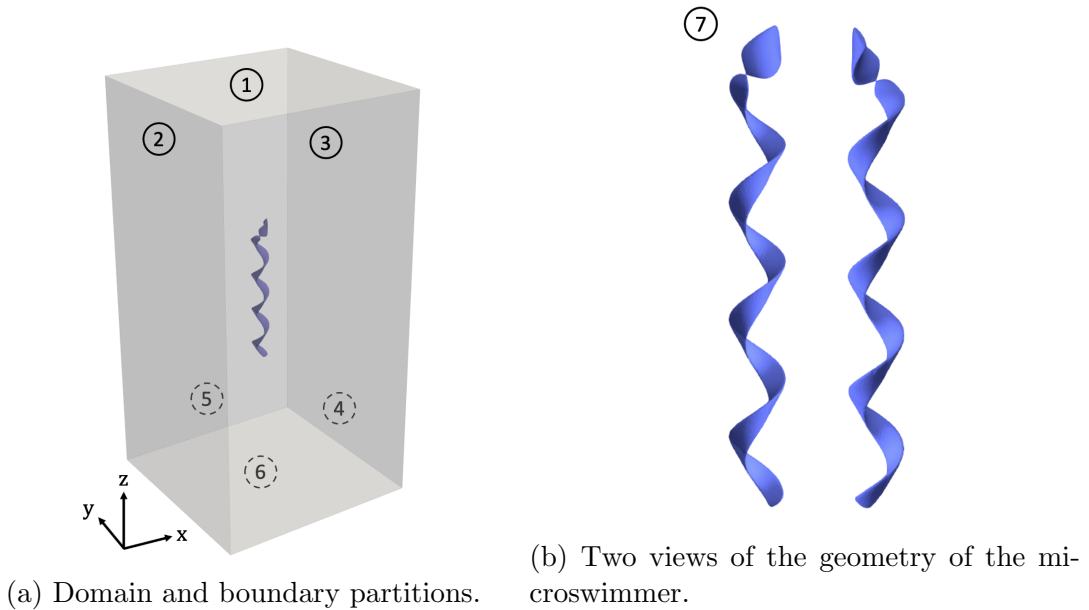 1
2
3
5
4
6
z
y
x
(a) Domain and boundary partitions.
7
(b) Two views of the geometry of the mi-
croswimmer.